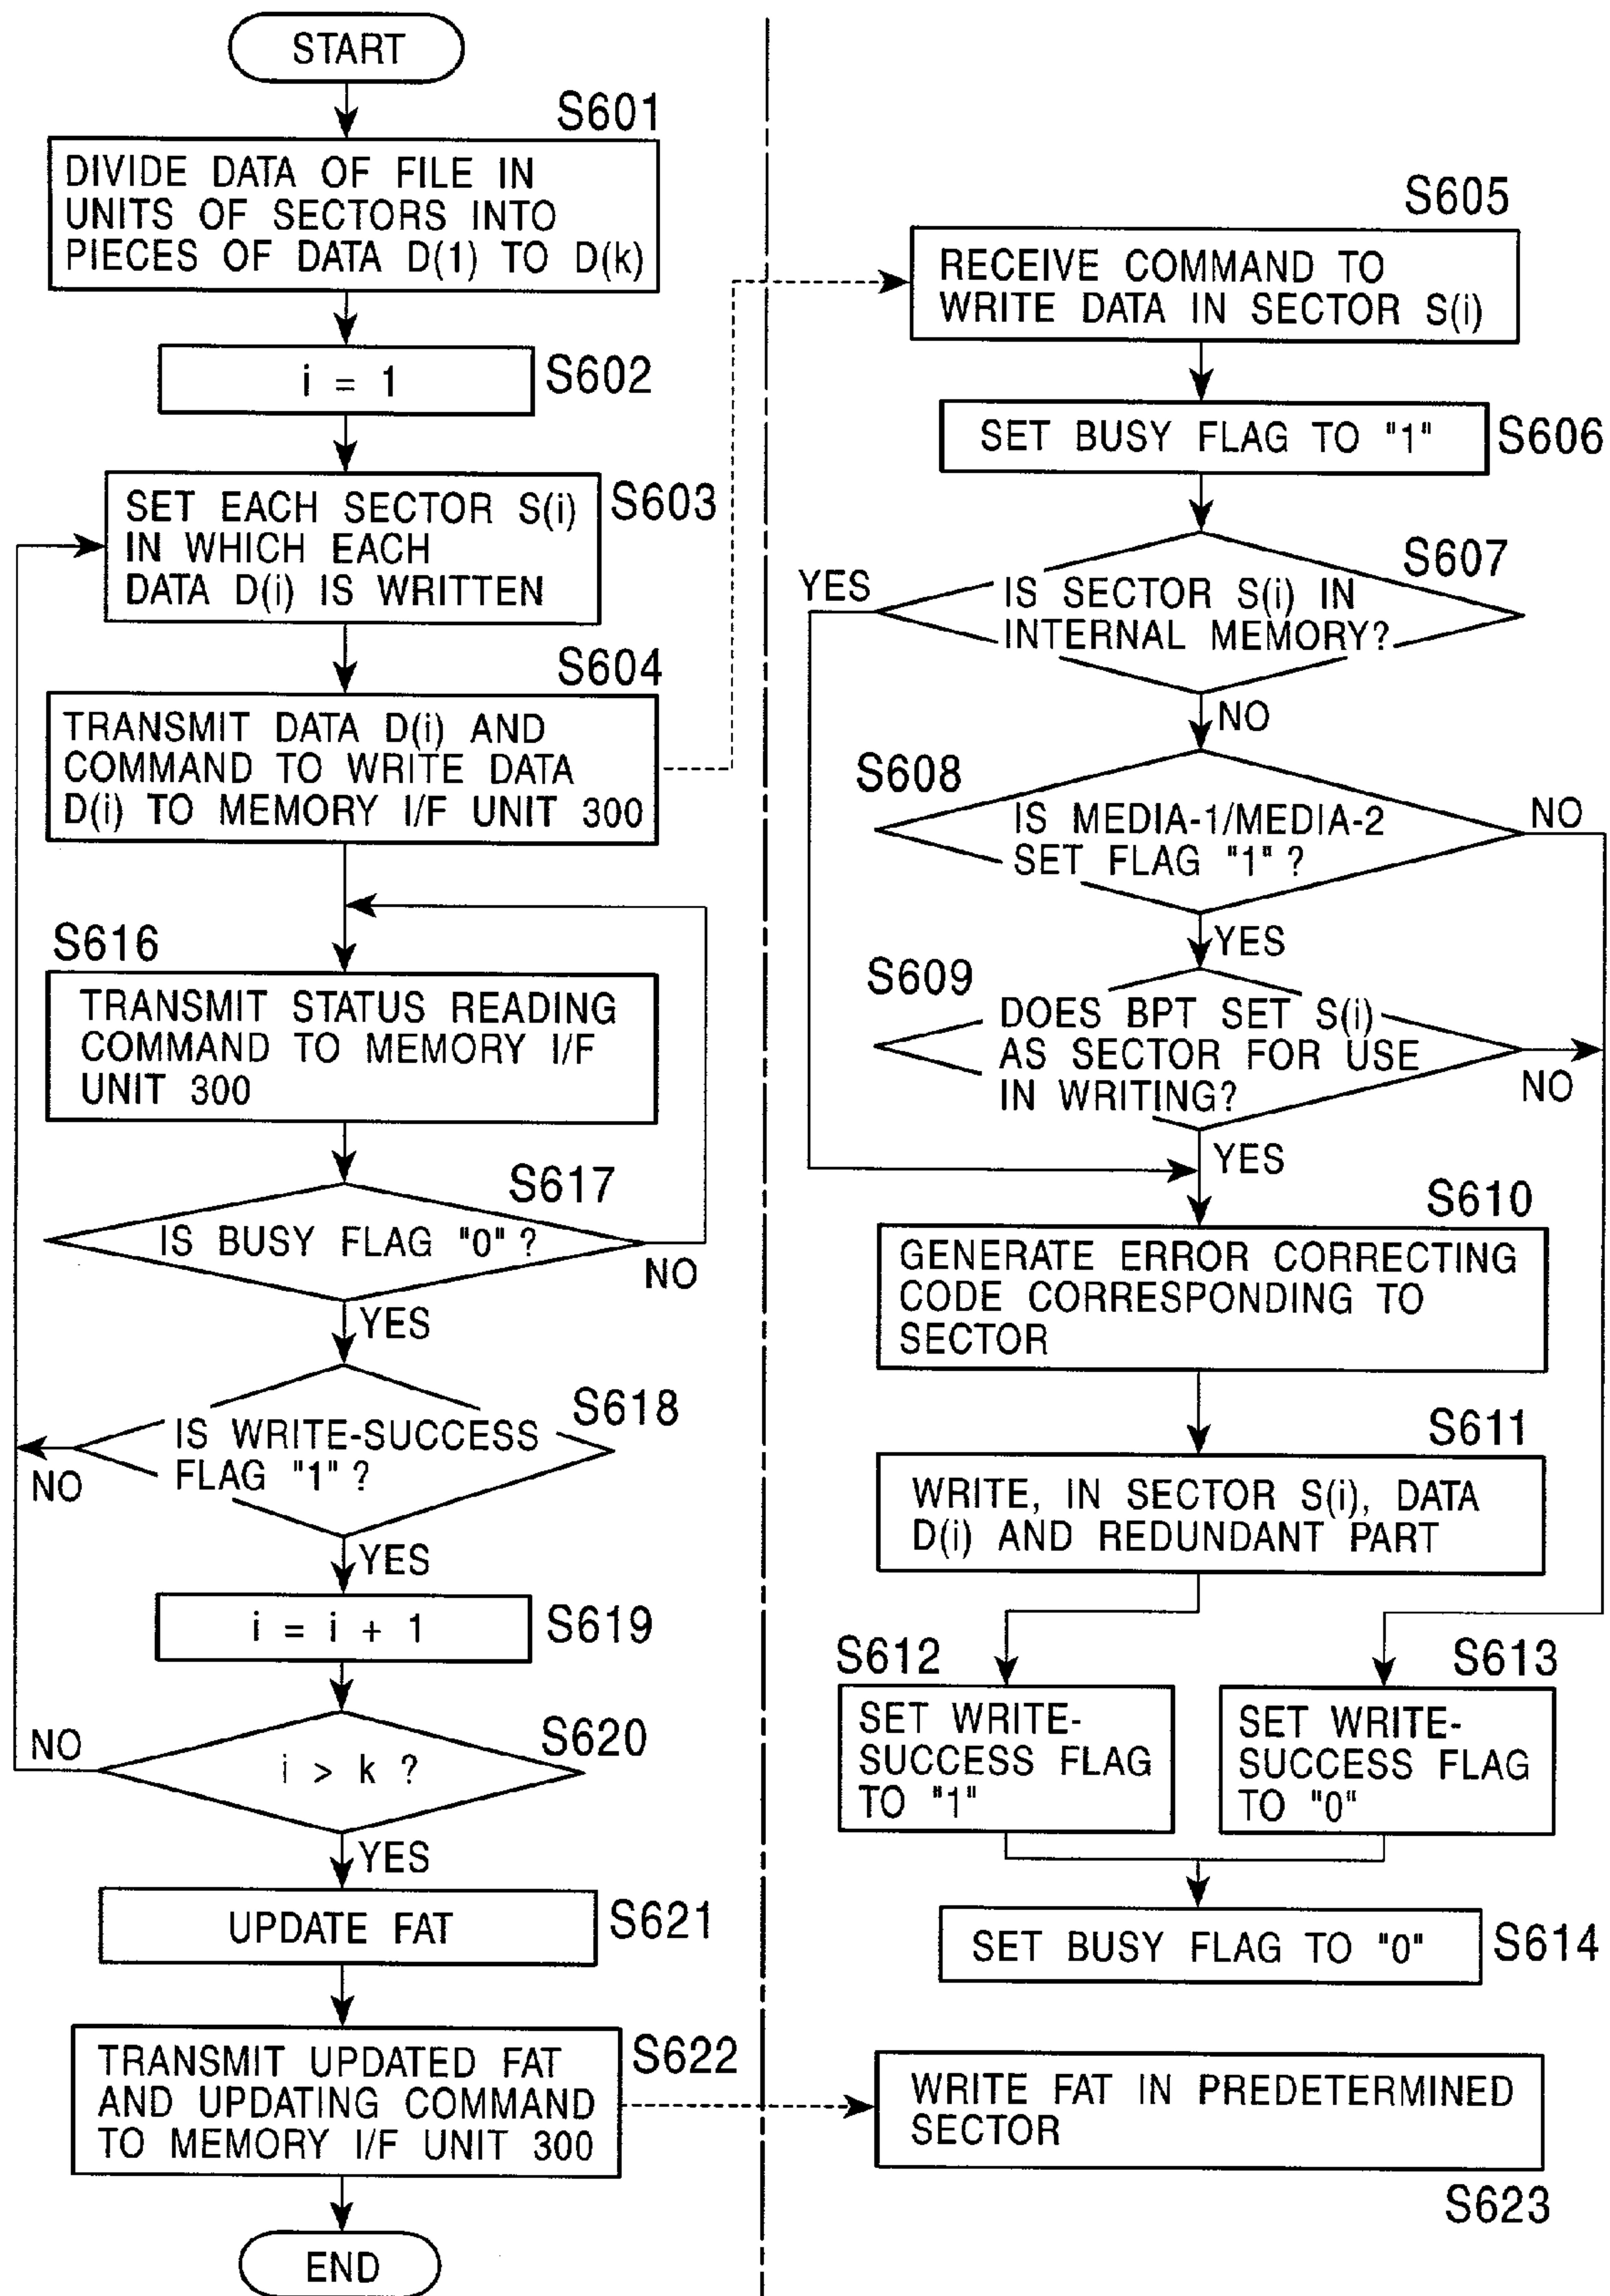 START
S601
DIVIDE DATA OF FILE IN
UNITS OF SECTORS INTO
PIECES OF DATA D(1) TO D(k)
i = 1
S602
SET EACH SECTOR S(i)
IN WHICH EACH
DATA D(i) IS WRITTEN
S603
S604
TRANSMIT DATA D(i) AND
COMMAND TO WRITE DATA
D(i) TO MEMORY I/F UNIT 300
S616
TRANSMIT STATUS READING
COMMAND TO MEMORY I/F
UNIT 300
S617
IS BUSY FLAG "0" ?
NO
YES
S618
IS WRITE-SUCCESS
FLAG "1" ?
NO
YES
i = i + 1
S619
S620
NO
i > k ?
YES
UPDATE FAT
S621
TRANSMIT UPDATED FAT
AND UPDATING COMMAND
TO MEMORY I/F UNIT 300
S622
END
S605
RECEIVE COMMAND TO
WRITE DATA IN SECTOR S(i)
SET BUSY FLAG TO "1"
S606
S607
YES
IS SECTOR S(i) IN
INTERNAL MEMORY?
NO
S608
IS MEDIA-1/MEDIA-2
SET FLAG "1" ?
NO
YES
S609
DOES BPT SET S(i)
AS SECTOR FOR USE
IN WRITING?
NO
YES
S610
GENERATE ERROR CORRECTING
CODE CORRESPONDING TO
SECTOR
S611
WRITE, IN SECTOR S(i), DATA
D(i) AND REDUNDANT PART
S612
SET WRITE-
SUCCESS FLAG
TO "1"
S613
SET WRITE-
SUCCESS FLAG
TO "0"
SET BUSY FLAG TO "0"
S614
WRITE FAT IN PREDETERMINED
SECTOR
S623